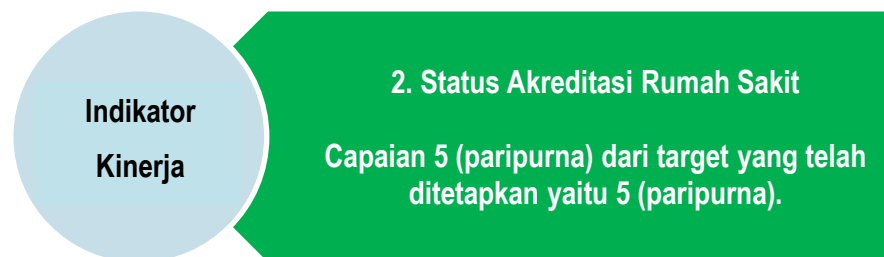 Indikator
Kinerja
2. Status Akreditasi Rumah Sakit
Capaian 5 (paripurna) dari target yang telah
ditetapkan yaitu 5 (paripurna).